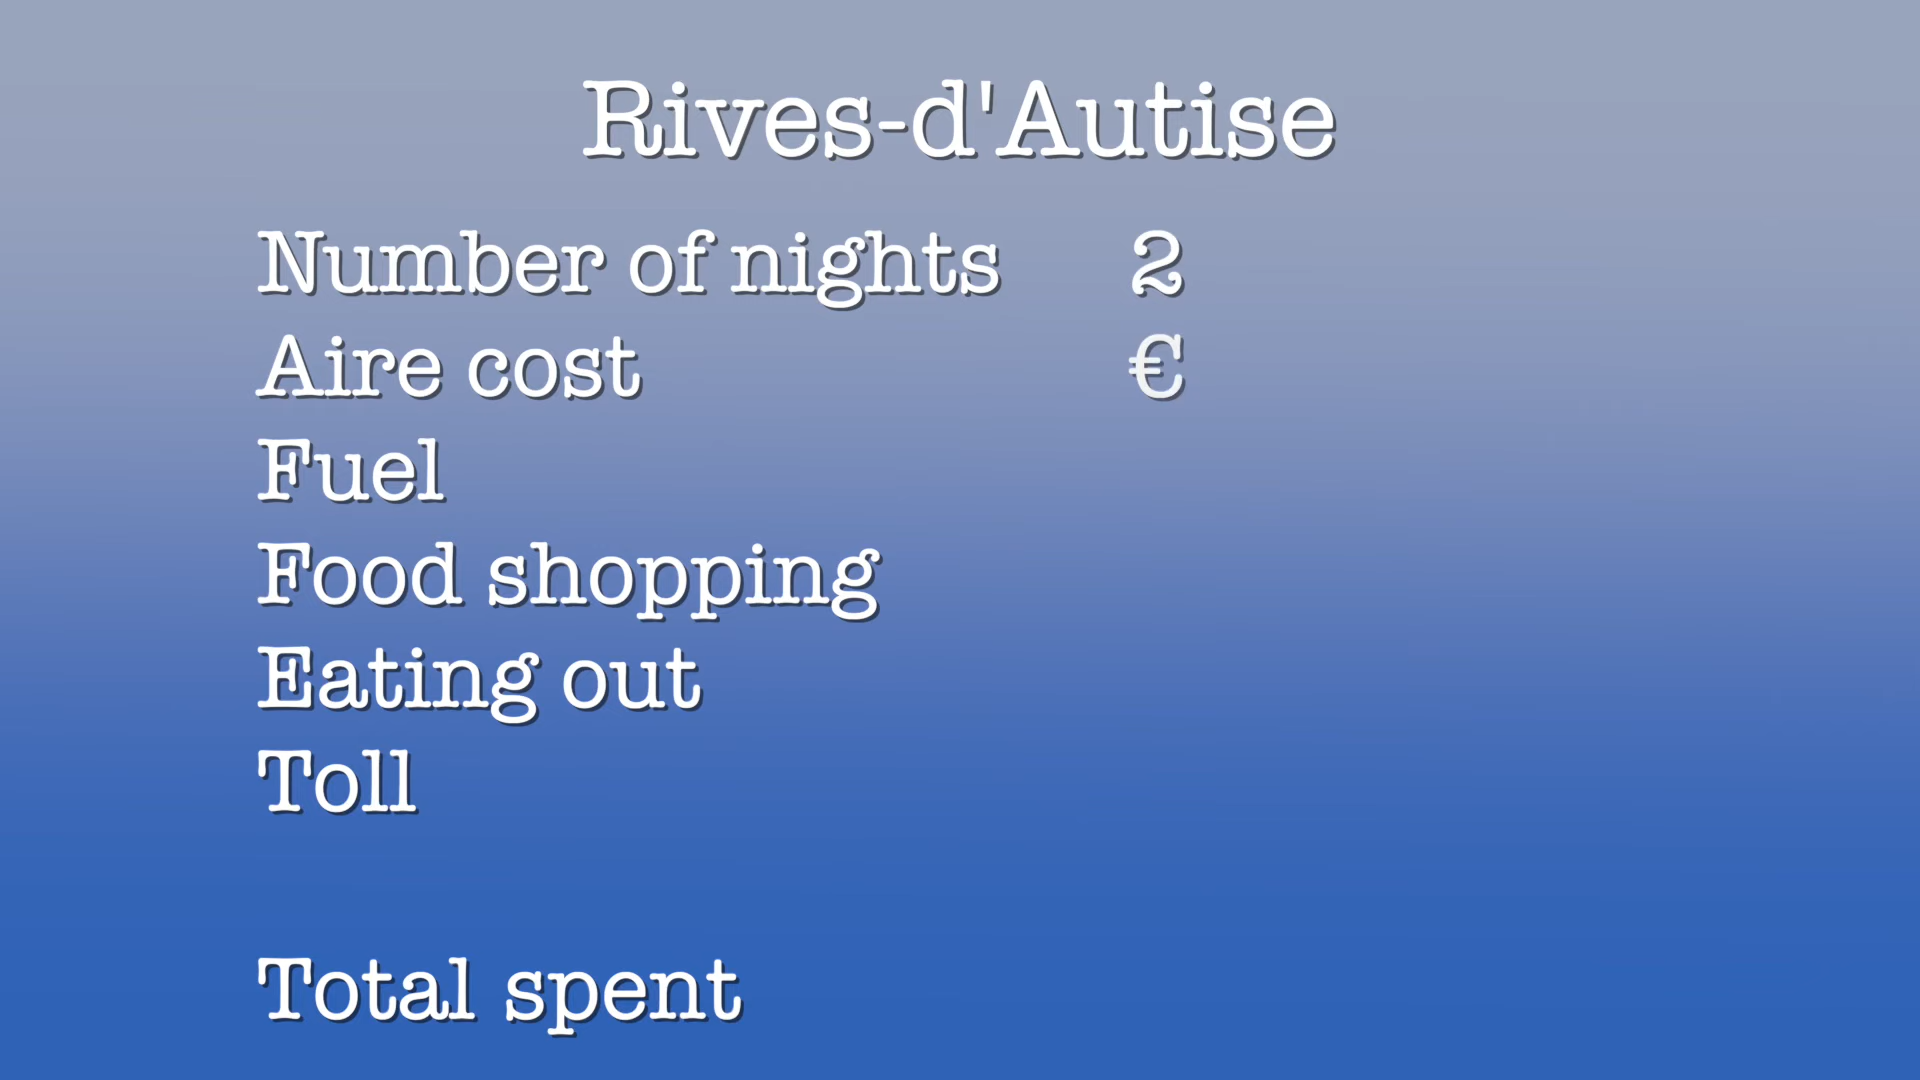 Rives-d'Autise
Number of nights 2
Aire cost €
Fuel
Food shopping
Eating out
Toll
Total spent